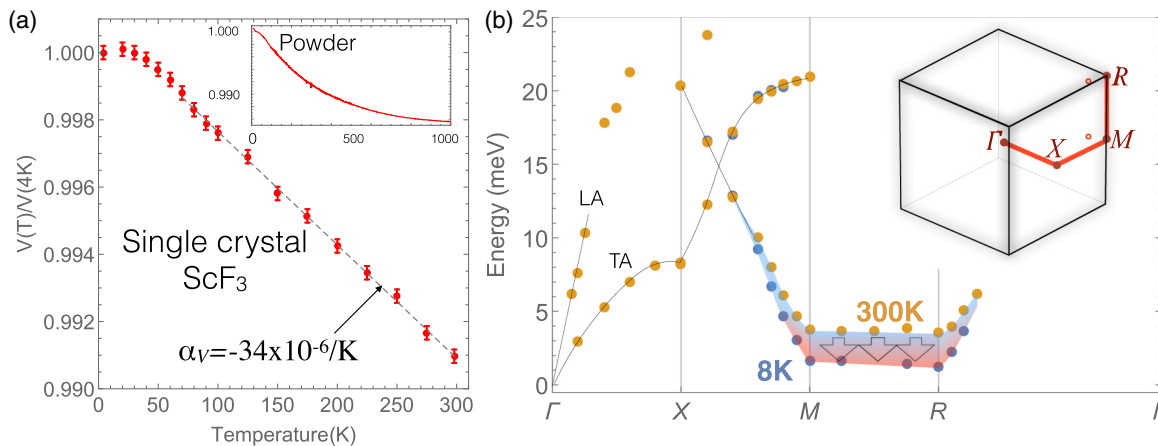 (a)
V(T)/V(4K)
1.000
0.998
0.996
0.994
0.992
0.990
0
50
100
150
200
250
300
Temperature(K)
Single crystal
ScF₃
αV=-34x10⁻⁶/K
Powder
1.000
0.990
0
500
1000
(b)
Energy (meV)
25
20
15
10
5
0
LA
TA
300K
8K
Γ
X
M
R
Γ
R
Γ
X
M